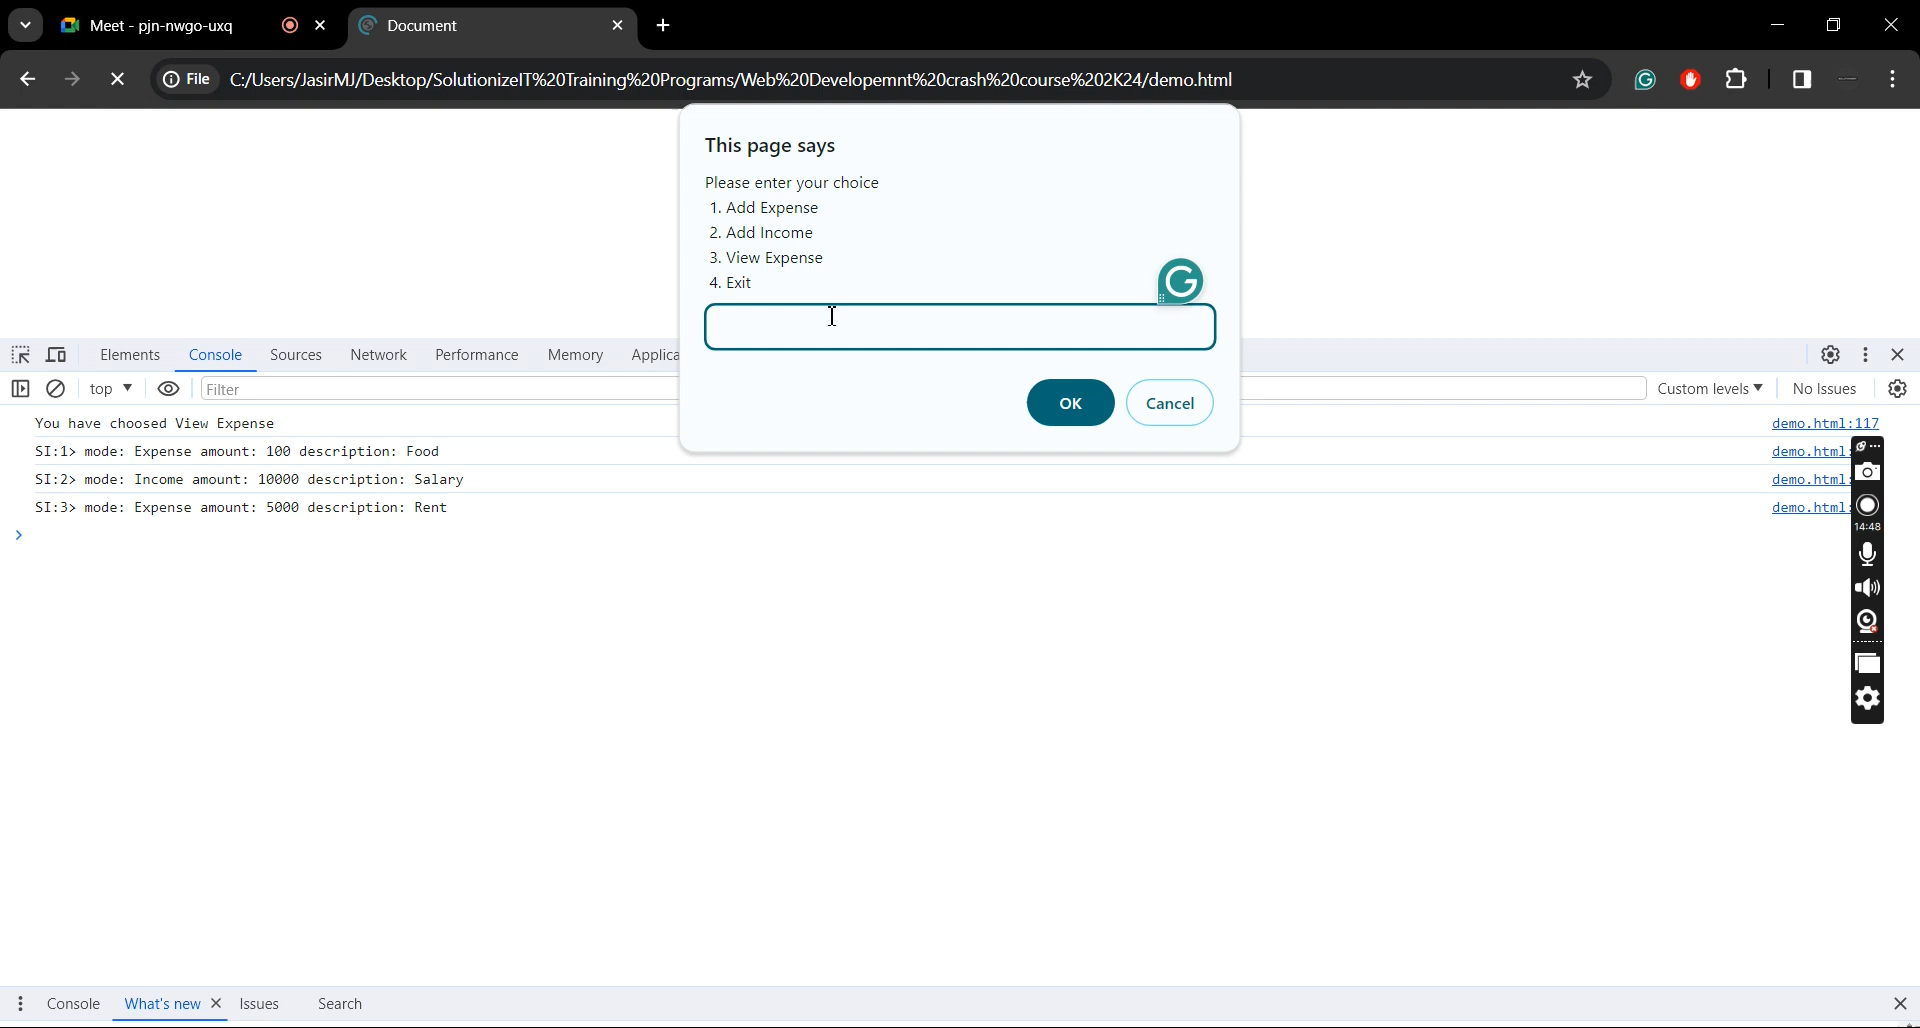 Meet - pjn-nwgo-uxq
Document
File
C:/Users/JasirMJ/Desktop/SolutionizeIT%20Training%20Programs/Web%20Developemnt%20crash%20course%202K24/demo.html
This page says
Please enter your choice
1. Add Expense
2. Add Income
3. View Expense
4. Exit
OK
Cancel
Elements
Console
Sources
Network
Performance
Memory
Applica
top
Filter
Custom levels
No Issues
You have choosed View Expense
demo.html:117
SI:1> mode: Expense amount: 100 description: Food
demo.html:
SI:2> mode: Income amount: 10000 description: Salary
demo.html:
SI:3> mode: Expense amount: 5000 description: Rent
demo.html:
14:48
Console
What's new
Issues
Search